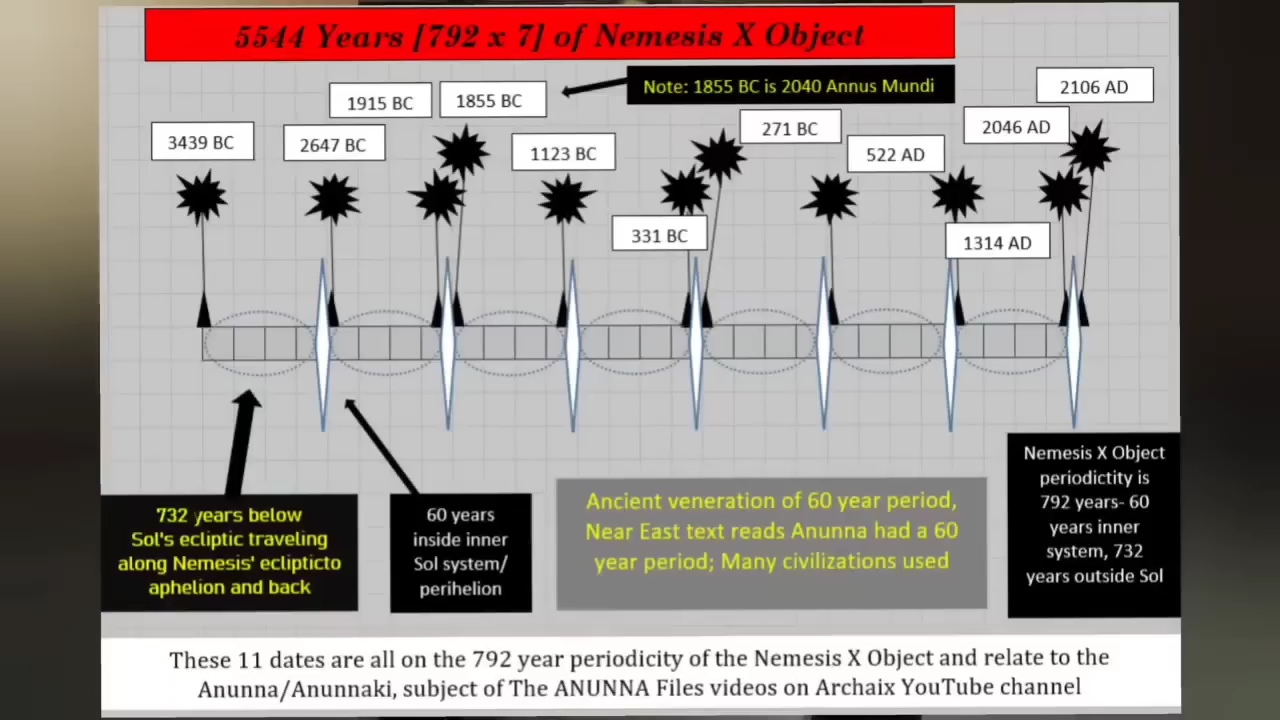 5544 Years [792 x 7] of Nemesis X Object
Note: 1855 BC is 2040 Annus Mundi
2106 AD
1915 BC
1855 BC
3439 BC
2647 BC
1123 BC
271 BC
522 AD
2046 AD
331 BC
1314 AD
732 years below
Sol's ecliptic traveling
along Nemesis' eclipticto
aphelion and back
60 years
inside inner
Sol system/
perihelion
Ancient veneration of 60 year period,
Near East text reads Anunna had a 60
year period; Many civilizations used
Nemesis X Object
periodictity is
792 years- 60
years inner
system, 732
years outside Sol
These 11 dates are all on the 792 year periodicity of the Nemesis X Object and relate to the
Anunna/Anunnaki, subject of The ANUNNA Files videos on Archaix YouTube channel